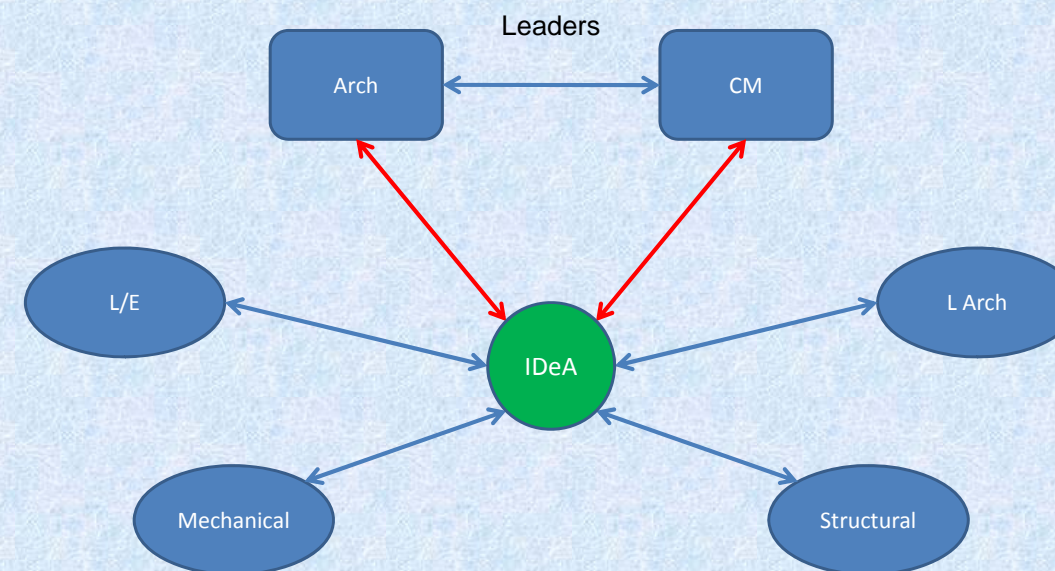 Leaders
Arch
CM
L/E
L Arch
IDeA
Mechanical
Structural